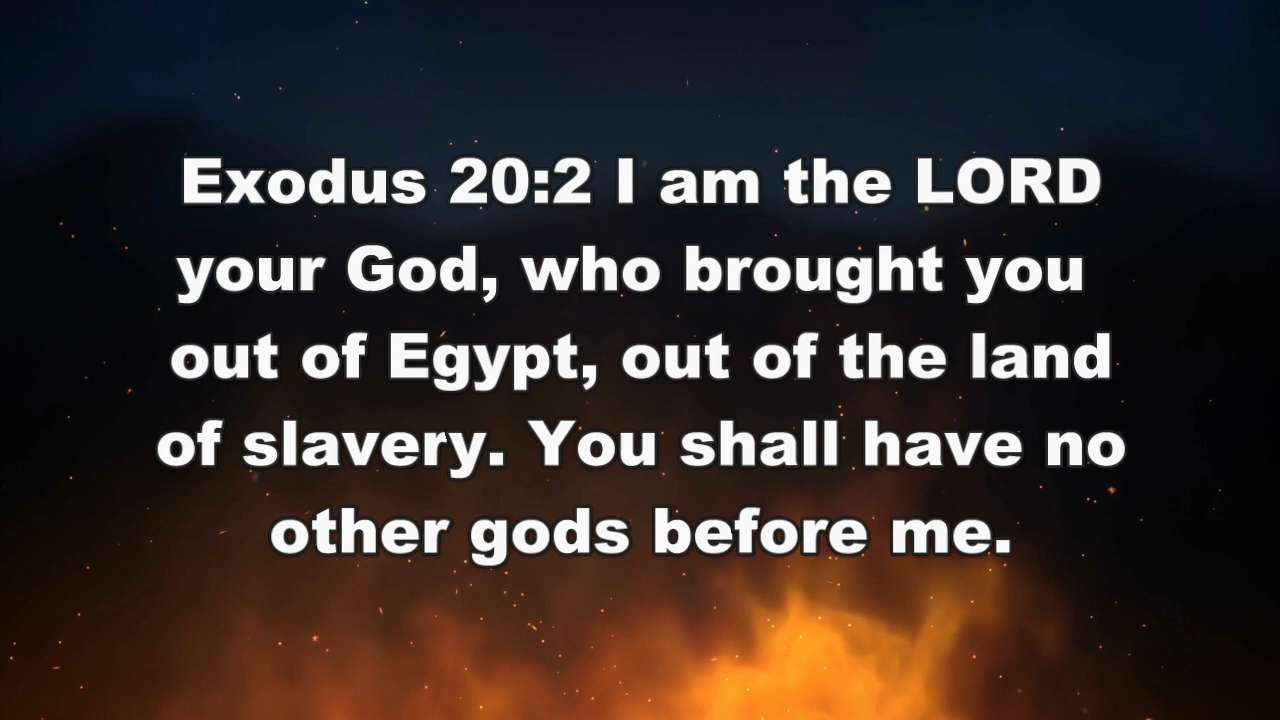 Exodus 20:2 I am the LORD
your God, who brought you
out of Egypt, out of the land
of slavery. You shall have no
other gods before me.